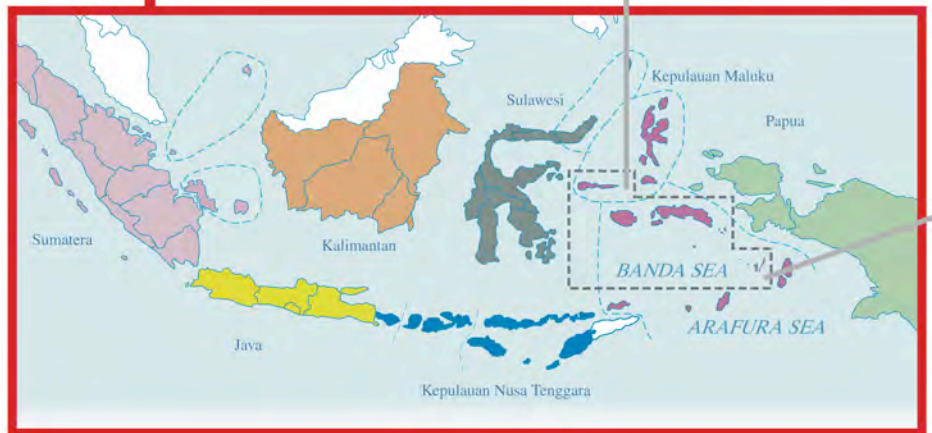 Kepulauan Maluku
Sulawesi
Papua
Sumatera
Kalimantan
BANDA SEA
ARAFURA SEA
Java
Kepulauan Nusa Tenggara